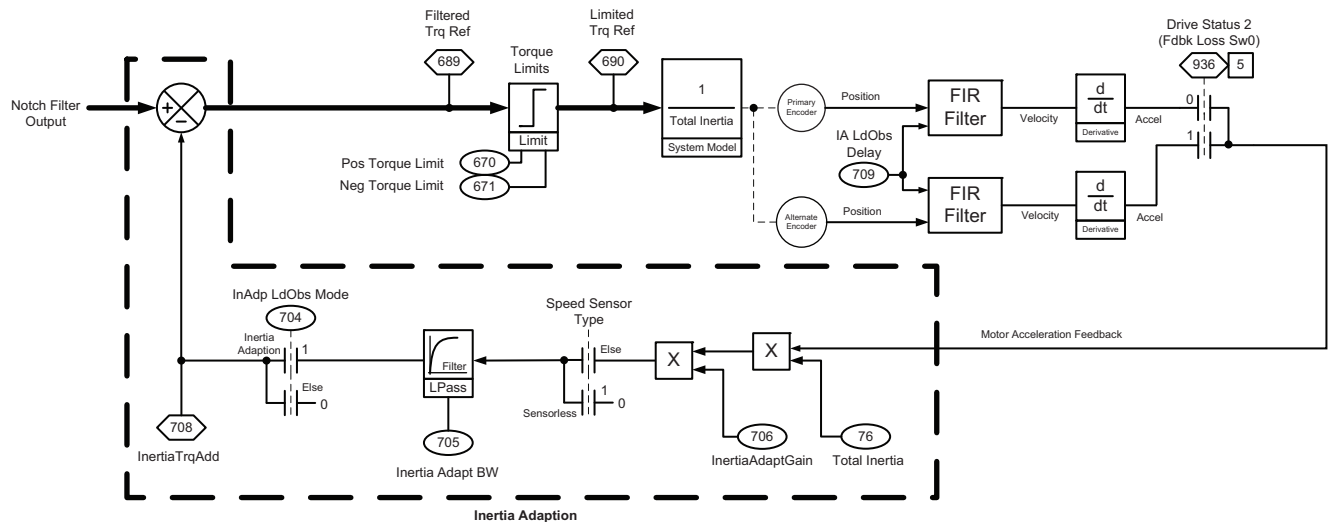 Filtered
Trq Ref
689
Limited
Trq Ref
690
Drive Status 2
(Fdbk Loss Sw0)
936
5
Notch Filter
Output
+
–
Torque
Limits
Limit
Pos Torque Limit
670
Neg Torque Limit
671
1
Total Inertia
System Model
Primary
Encoder
Position
FIR
Filter
Velocity
d
dt
Derivative
Accel
0
1
IA LdObs
Delay
709
Alternate
Encoder
Position
FIR
Filter
Velocity
d
dt
Derivative
Accel
InAdp LdObs Mode
704
Inertia
Adaption
1
Else
0
Filter
LPass
705
Inertia Adapt BW
Speed Sensor
Type
Else
1
Sensorless
0
X
X
Motor Acceleration Feedback
706
InertiaAdaptGain
76
Total Inertia
708
InertiaTrqAdd
Inertia Adaption